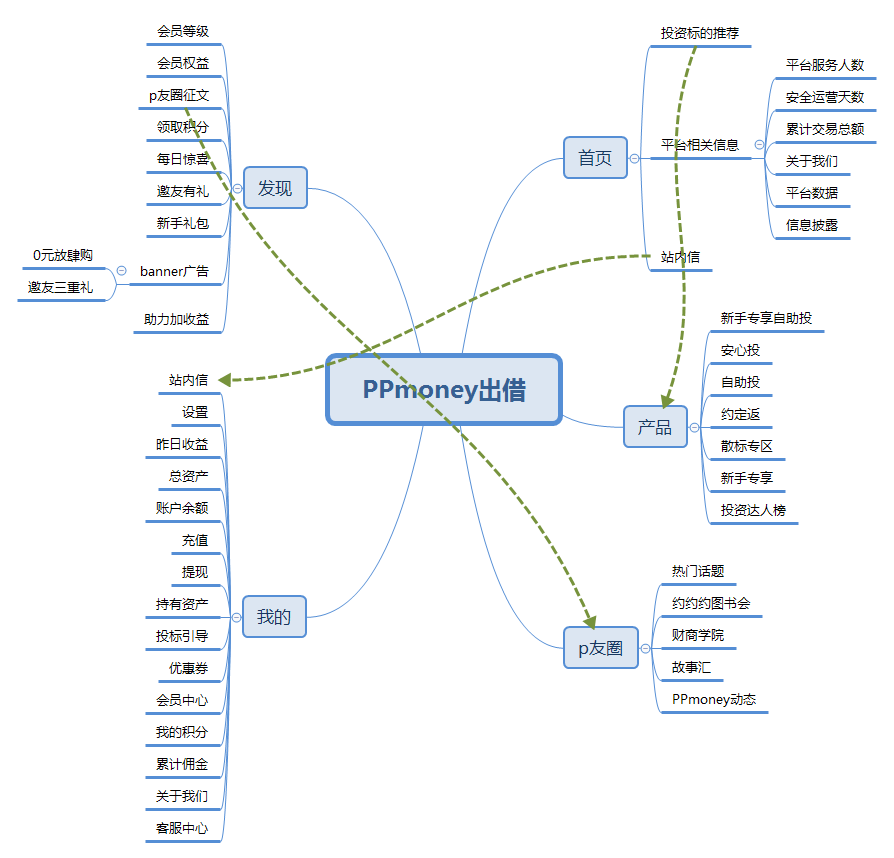 PPmoney出借
首页
投资标的推荐
平台相关信息
平台服务人数
安全运营天数
累计交易总额
关于我们
平台数据
信息披露
站内信
产品
新手专享自助投
安心投
自助投
约定返
散标专区
新手专享
投资达人榜
p友圈
热门话题
约约约图书会
财商学院
故事汇
PPmoney动态
发现
会员等级
会员权益
p友圈征文
领取积分
每日惊喜
邀友有礼
新手礼包
banner广告
0元放肆购
邀友三重礼
助力加收益
我的
站内信
设置
昨日收益
总资产
账户余额
充值
提现
持有资产
投标引导
优惠券
会员中心
我的积分
累计佣金
关于我们
客服中心